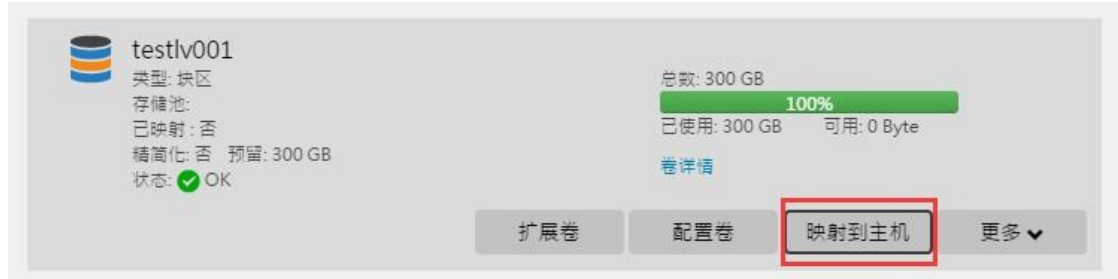 testlv001
类型: 块区
存储池:
已映射 : 否
精简化: 否 预留: 300 GB
状态: OK
总数: 300 GB
100%
已使用: 300 GB 可用: 0 Byte
卷详情
扩展卷 配置卷 映射到主机 更多